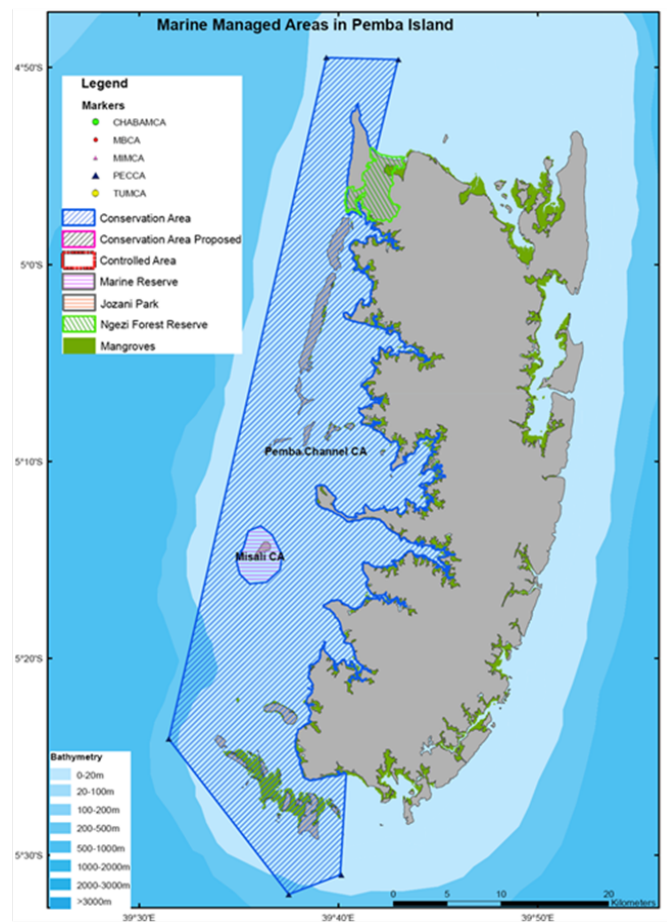 Marine Managed Areas in Pemba Island
4°50'S
Legend
Markers
CHABAMCA
MBCA
MIMCA
PECCA
TUMCA
Conservation Area
Conservation Area Proposed
Controlled Area
Marine Reserve
Jozani Park
Ngezi Forest Reserve
Mangroves
5°0'S
5°10'S
Pemba Channel CA
Misali CA
5°20'S
Bathymetry
0-20m
20-100m
100-200m
200-500m
500-1000m
1000-2000m
2000-3000m
>3000m
5°30'S
0 5 10 20
Kilometers
39°30'E 39°40'E 39°50'E